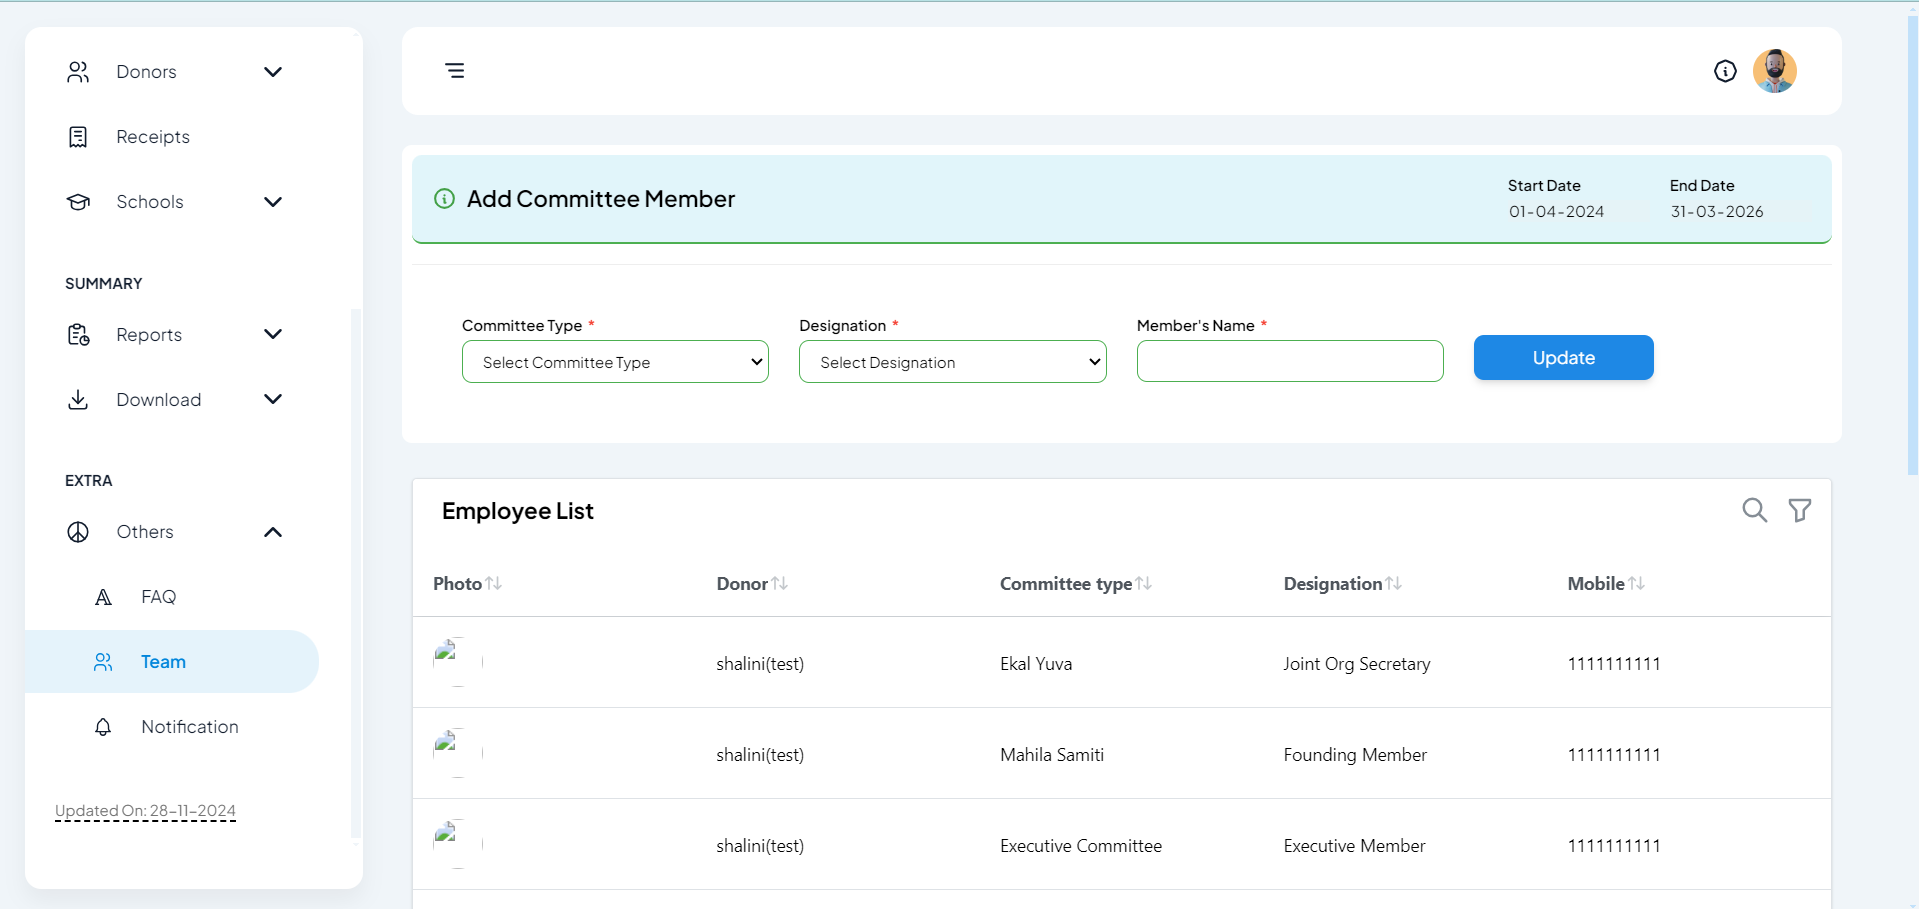 Donors
Receipts
Schools
SUMMARY
Reports
Download
EXTRA
Others
FAQ
Team
Notification
Updated On: 28-11-2024
Add Committee Member
Start Date
01-04-2024
End Date
31-03-2026
Committee Type *
Select Committee Type
Designation *
Select Designation
Member's Name *
Update
Employee List
Photo Donor Committee type Designation Mobile
shalini(test) Ekal Yuva Joint Org Secretary 1111111111
shalini(test) Mahila Samiti Founding Member 1111111111
shalini(test) Executive Committee Executive Member 1111111111